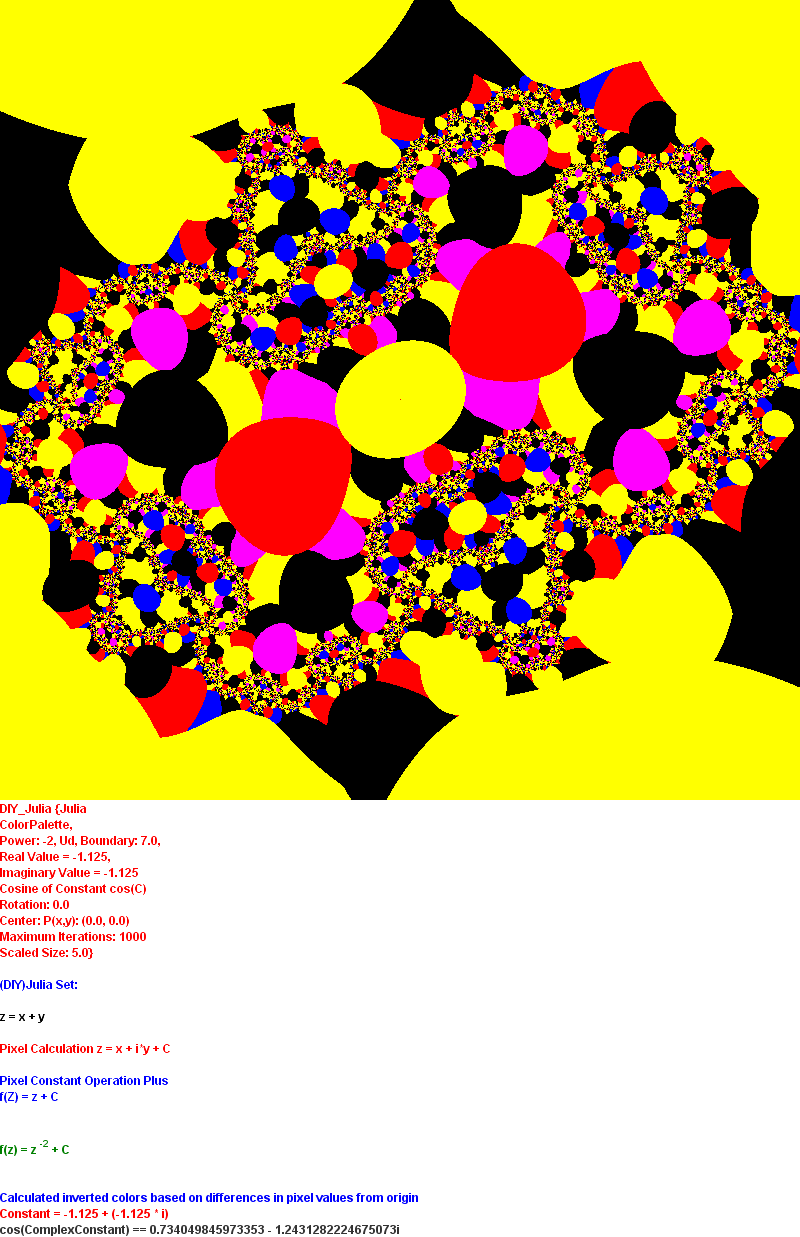 DIY_Julia {Julia
ColorPalette,
Power: -2, Ud, Boundary: 7.0,
Real Value = -1.125,
Imaginary Value = -1.125
Cosine of Constant cos(C)
Rotation: 0.0
Center: P(x,y): (0.0, 0.0)
Maximum Iterations: 1000
Scaled Size: 5.0}
(DIY)Julia Set:
z = x + y
Pixel Calculation z = x + i*y + C
Pixel Constant Operation Plus
f(Z) = z + C
f(z) = z -2 + C
Calculated inverted colors based on differences in pixel values from origin
Constant = -1.125 + (-1.125 * i)
cos(ComplexConstant) == 0.734049845973353 - 1.2431282224675073i